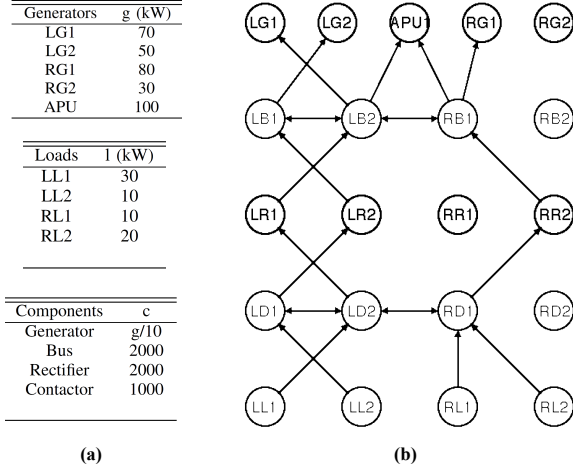 Generators g (kW)
LG1 70
LG2 50
RG1 80
RG2 30
APU 100
Loads l (kW)
LL1 30
LL2 10
RL1 10
RL2 20
Components c
Generator g/10
Bus 2000
Rectifier 2000
Contactor 1000
(a)
LG1 LG2 APU1 RG1 RG2
LB1 LB2 RB1 RB2
LR1 LR2 RR1 RR2
LD1 LD2 RD1 RD2
LL1 LL2 RL1 RL2
(b)